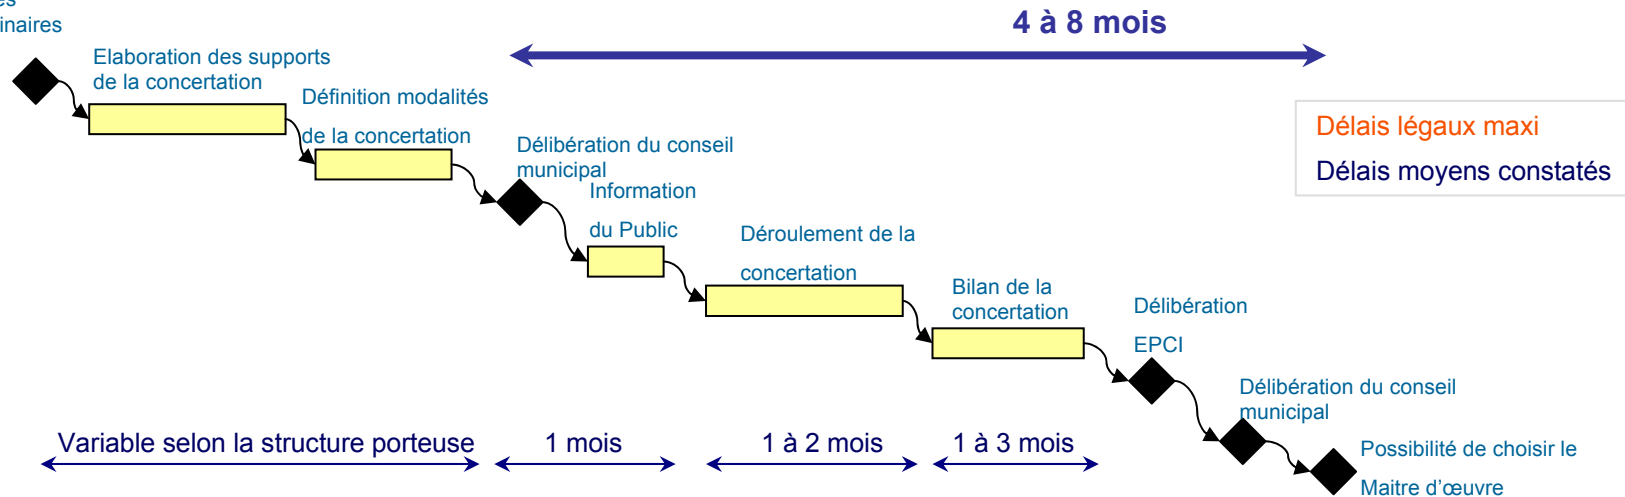 4 à 8 mois
Elaboration des supports
de la concertation
Définition modalités
de la concertation
Délais légaux maxi
Délais moyens constatés
Délibération du conseil
municipal
Information
du Public
Déroulement de la
concertation
Bilan de la
concertation
Délibération
EPCI
Délibération du conseil
municipal
Possibilité de choisir le
Maitre d'œuvre
Variable selon la structure porteuse
1 mois
1 à 2 mois
1 à 3 mois